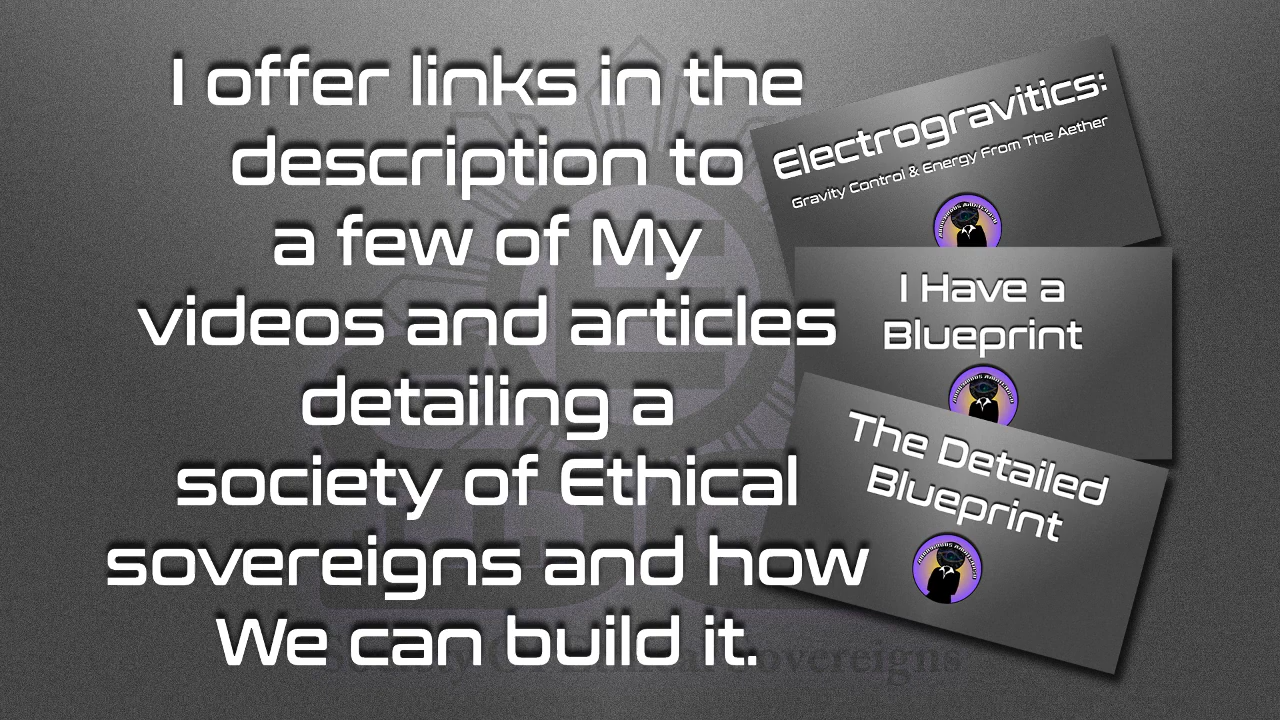 I offer links in the
description to
a few of My
videos and articles
detailing a
society of Ethical
sovereigns and how
We can build it.
Electrogravitics:
Gravity Control & Energy From The Aether
I Have a
Blueprint
The Detailed
Blueprint
Sovereigns